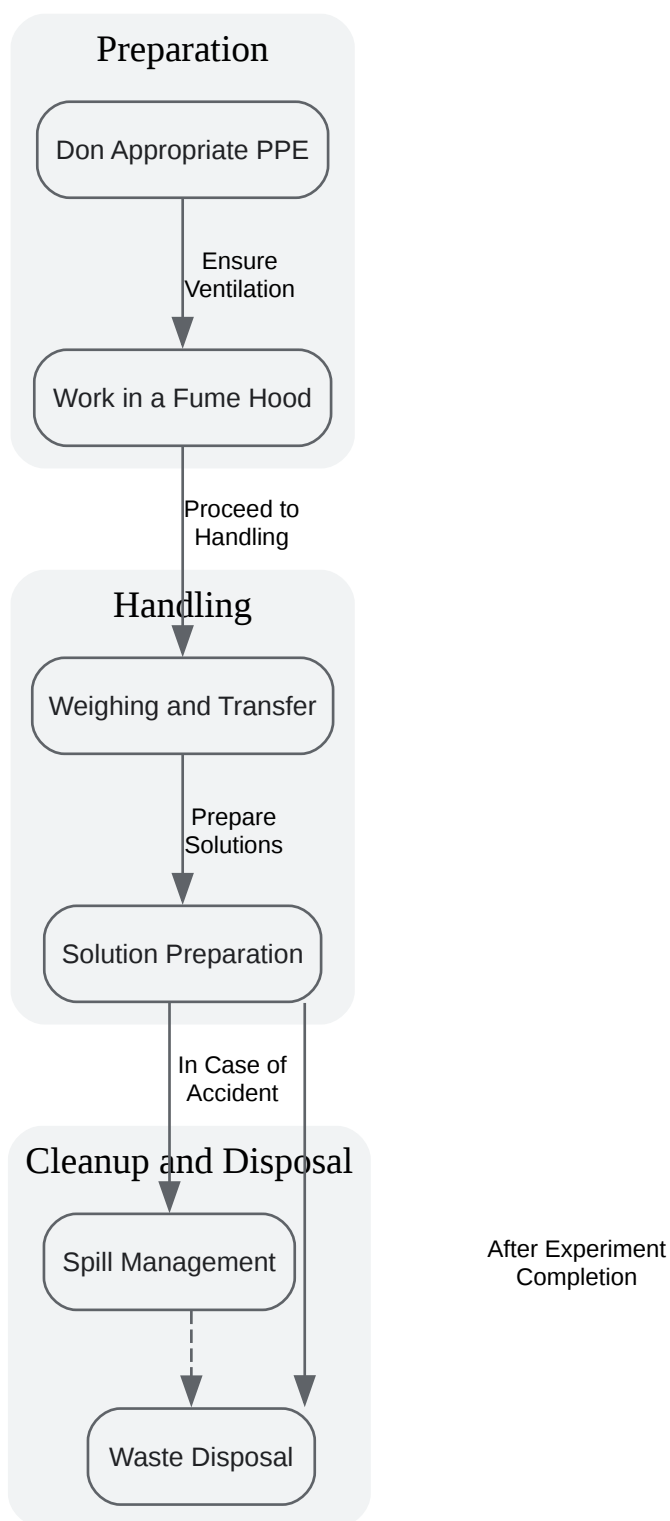 Preparation
Don Appropriate PPE
Ensure
Ventilation
Work in a Fume Hood
Proceed to
Handling
Handling
Weighing and Transfer
Prepare
Solutions
Solution Preparation
In Case of
Accident
Cleanup and Disposal
Spill Management
After Experiment
Completion
Waste Disposal